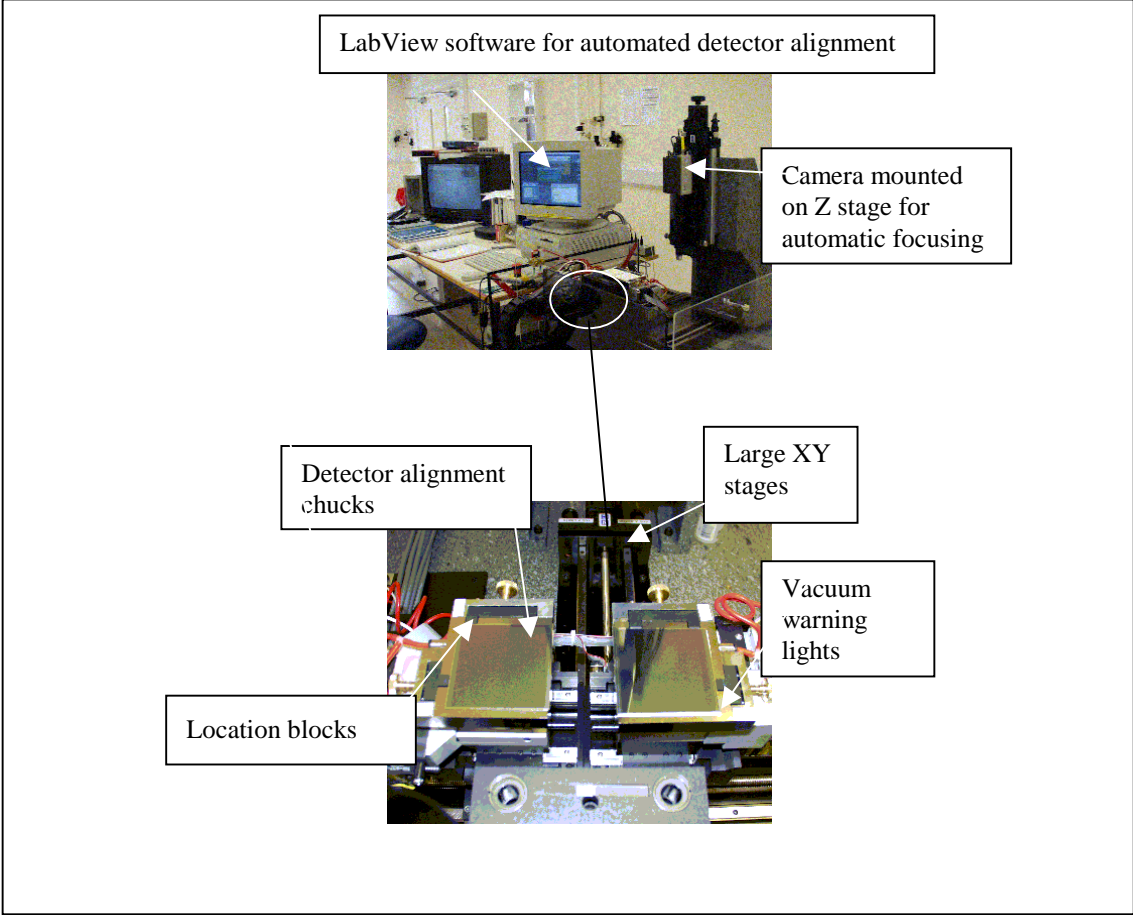 LabView software for automated detector alignment
Camera mounted
on Z stage for
automatic focusing
Detector alignment
chucks
Large XY
stages
Vacuum
warning
lights
Location blocks